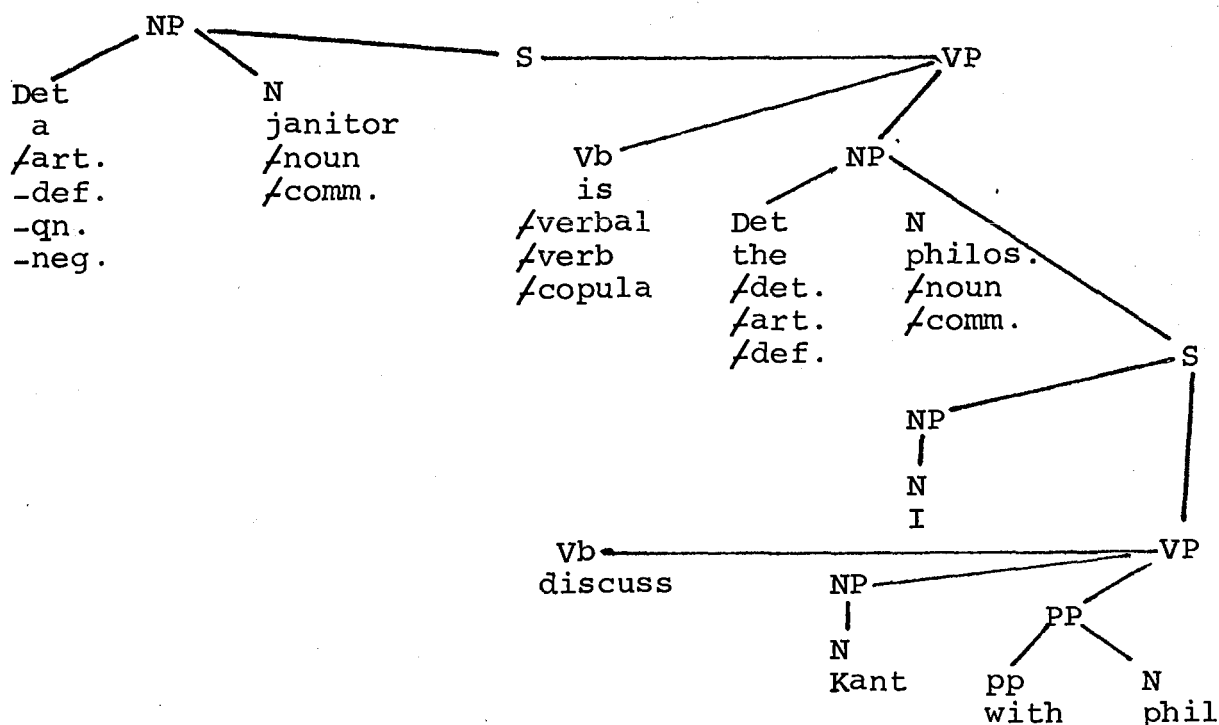 NP
S
VP
Det
N
a
janitor
Vb
NP
+art.
+noun
is
-def.
+comm.
+verbal
Det
N
-qn.
+verb
the
philos.
-neg.
+copula
+det.
+noun
+art.
+comm.
+def.
S
NP
N
I
Vb
VP
discuss
NP
PP
N
Kant
pp
N
with
phil